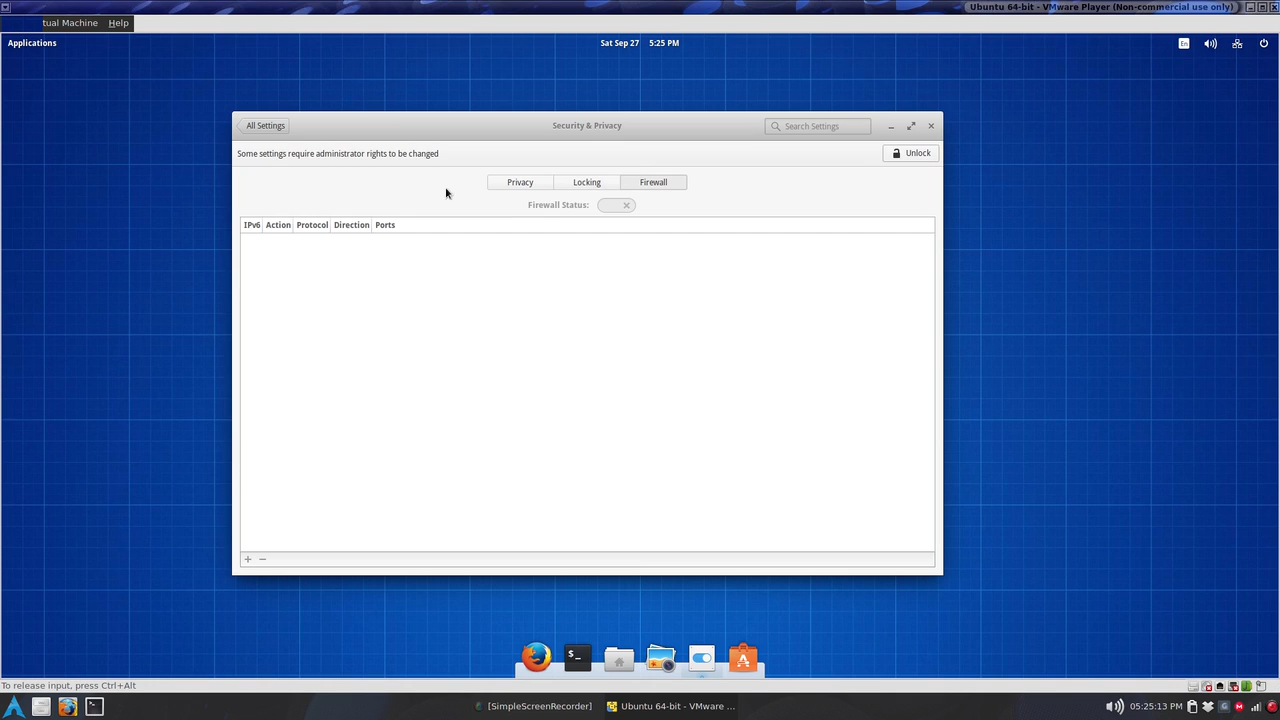 Ubuntu 64-bit - VMware Player (Non-commercial use only)
tual Machine Help
Applications
Sat Sep 27 5:25 PM
En
All Settings
Security & Privacy
Search Settings
Some settings require administrator rights to be changed
Unlock
Privacy
Locking
Firewall
Firewall Status:
IPv6 Action Protocol Direction Ports
$_
A
To release input, press Ctrl+Alt
[SimpleScreenRecorder]
Ubuntu 64-bit - VMware ...
05:25:13 PM